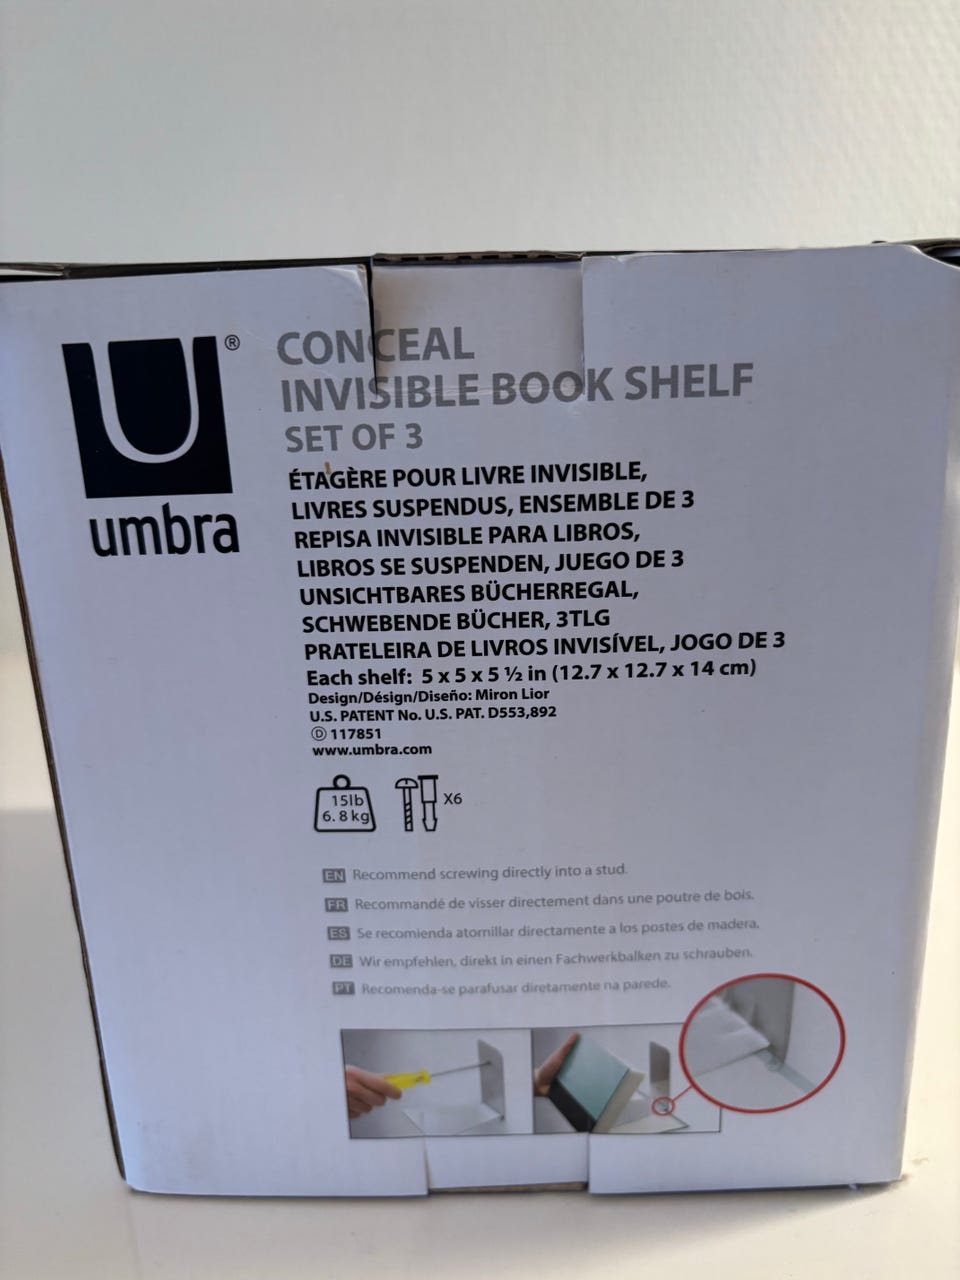 ®
umbra
CONCEAL
INVISIBLE BOOK SHELF
SET OF 3
ÉTAGÈRE POUR LIVRE INVISIBLE,
LIVRES SUSPENDUS, ENSEMBLE DE 3
REPISA INVISIBLE PARA LIBROS,
LIBROS SE SUSPENDEN, JUEGO DE 3
UNSICHTBARES BÜCHERREGAL,
SCHWEBENDE BÜCHER, 3TLG
PRATELEIRA DE LIVROS INVISÍVEL, JOGO DE 3
Each shelf: 5 x 5 x 5 ½ in (12.7 x 12.7 x 14 cm)
Design/Désign/Diseño: Miron Lior
U.S. PATENT No. U.S. PAT. D553,892
Ⓓ 117851
www.umbra.com
15lb
6. 8 kg
X6
EN Recommend screwing directly into a stud.
FR Recommandé de visser directement dans une poutre de bois.
ES Se recomienda atornillar directamente a los postes de madera.
DE Wir empfehlen, direkt in einen Fachwerkbalken zu schrauben.
PT Recomenda-se parafusar diretamente na parede.